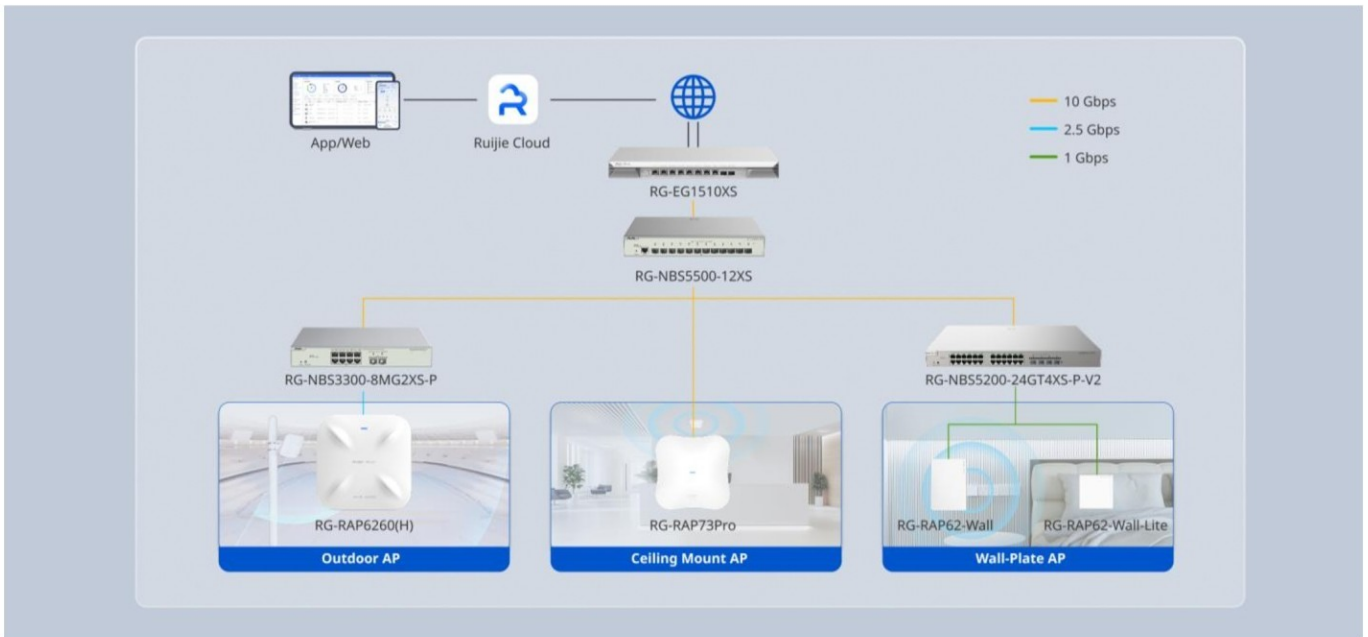 10 Gbps
2.5 Gbps
1 Gbps
App/Web
Ruijie Cloud
RG-EG1510XS
RG-NBS5500-12XS
RG-NBS3300-8MG2XS-P
RG-NBS5200-24GT4XS-P-V2
RG-RAP6260(H)
RG-RAP73Pro
RG-RAP62-Wall
RG-RAP62-Wall-Lite
Outdoor AP
Ceiling Mount AP
Wall-Plate AP